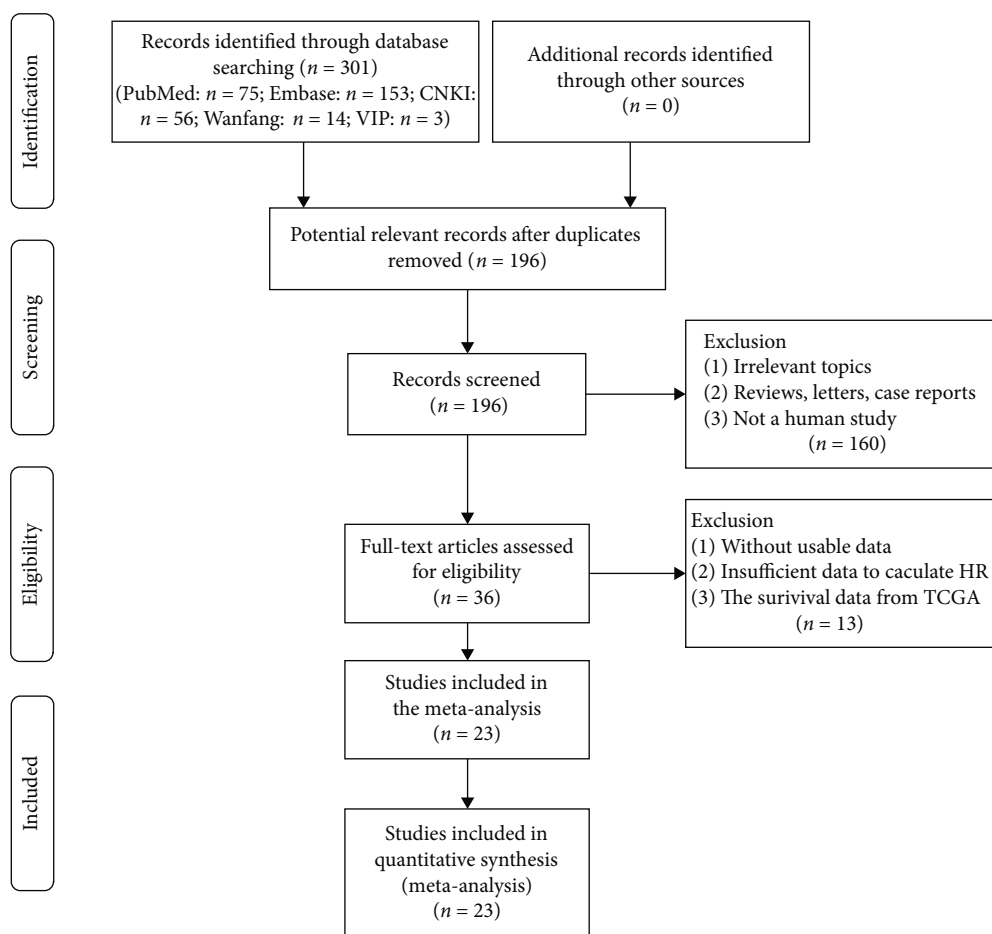 Identification
Records identified through database
searching (n = 301)
(PubMed: n = 75; Embase: n = 153; CNKI:
n = 56; Wanfang: n = 14; VIP: n = 3)
Additional records identified
through other sources
(n = 0)
Potential relevant records after duplicates
removed (n = 196)
Screening
Records screened
(n = 196)
Exclusion
(1) Irrelevant topics
(2) Reviews, letters, case reports
(3) Not a human study
(n = 160)
Eligibility
Full-text articles assessed
for eligibility
(n = 36)
Exclusion
(1) Without usable data
(2) Insufficient data to caculate HR
(3) The surivival data from TCGA
(n = 13)
Studies included in
the meta-analysis
(n = 23)
Included
Studies included in
quantitative synthesis
(meta-analysis)
(n = 23)